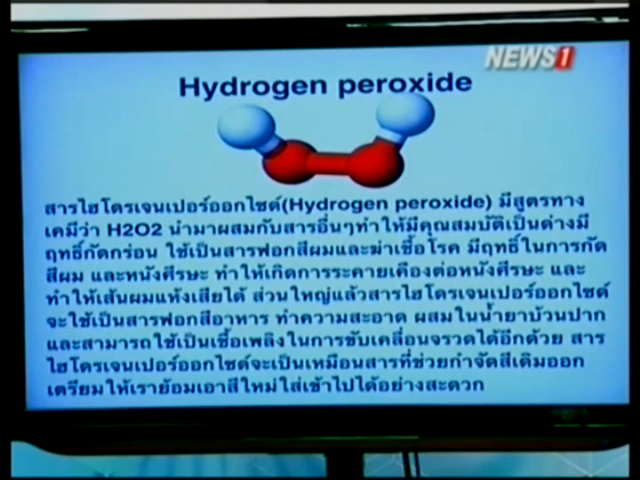 NEWS1
Hydrogen peroxide
สารไฮโดรเจนเปอร์ออกไซด์(Hydrogen peroxide) มีสูตรทาง
เคมีว่า H2O2 นำมาผสมกับสารอื่นๆทำให้มีคุณสมบัติเป็นด่างมี
ฤทธิ์กัดกร่อน ใช้เป็นสารฟอกสีผมและฆ่าเชื้อโรค มีฤทธิ์ในการกัด
สีผม และหนังศีรษะ ทำให้เกิดการระคายเคืองต่อหนังศีรษะ และ
ทำให้เส้นผมแห้งเสียได้ ส่วนใหญ่แล้วสารไฮโดรเจนเปอร์ออกไซด์
จะใช้เป็นสารฟอกสีอาหาร ทำความสะอาด ผสมในน้ำยาบ้วนปาก
และสามารถใช้เป็นเชื้อเพลิงในการขับเคลื่อนจรวดได้อีกด้วย สาร
ไฮโดรเจนเปอร์ออกไซด์จะเป็นเหมือนสารที่ช่วยกำจัดสีเดิมออก
เตรียมให้เราย้อมเอาสีใหม่ใส่เข้าไปได้อย่างสะดวก